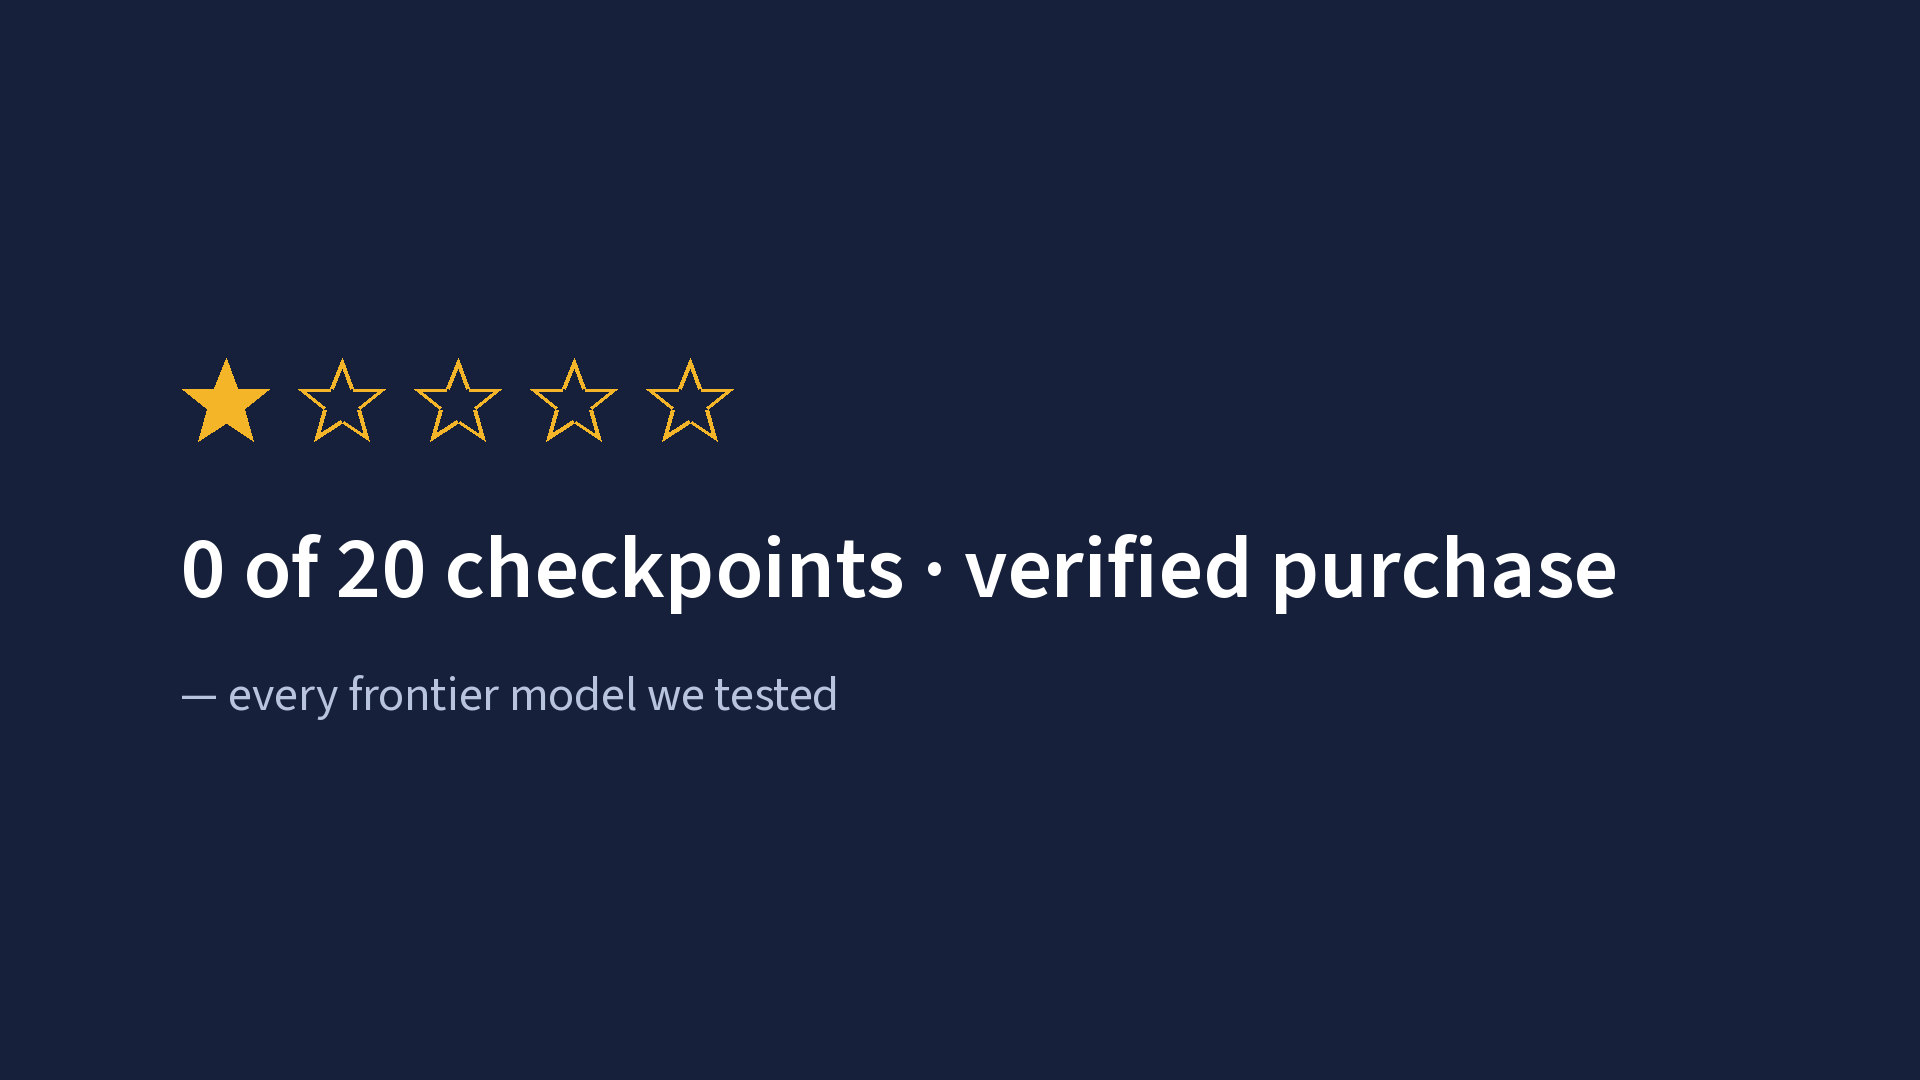 0 of 20 checkpoints · verified purchase
— every frontier model we tested